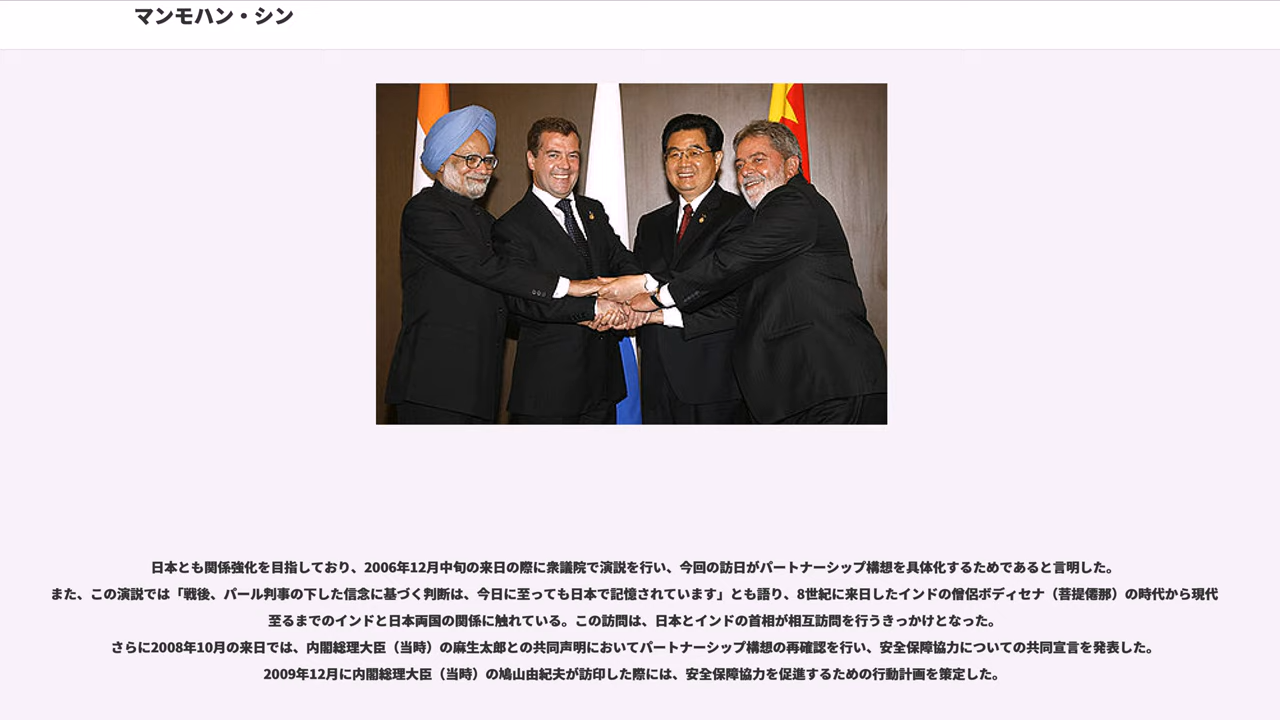 マンモハン・シン
日本とも関係強化を目指しており、2006年12月中旬の来日の際に衆議院で演説を行い、今回の訪日がパートナーシップ構想を具体化するためであると言明した。
また、この演説では「戦後、パール判事の下した信念に基づく判断は、今日に至っても日本で記憶されています」とも語り、8世紀に来日したインドの僧侶ボディセナ（菩提僊那）の時代から現代
至るまでのインドと日本両国の関係に触れている。この訪問は、日本とインドの首相が相互訪問を行うきっかけとなった。
さらに2008年10月の来日では、内閣総理大臣（当時）の麻生太郎との共同声明においてパートナーシップ構想の再確認を行い、安全保障協力についての共同宣言を発表した。
2009年12月に内閣総理大臣（当時）の鳩山由紀夫が訪印した際には、安全保障協力を促進するための行動計画を策定した。